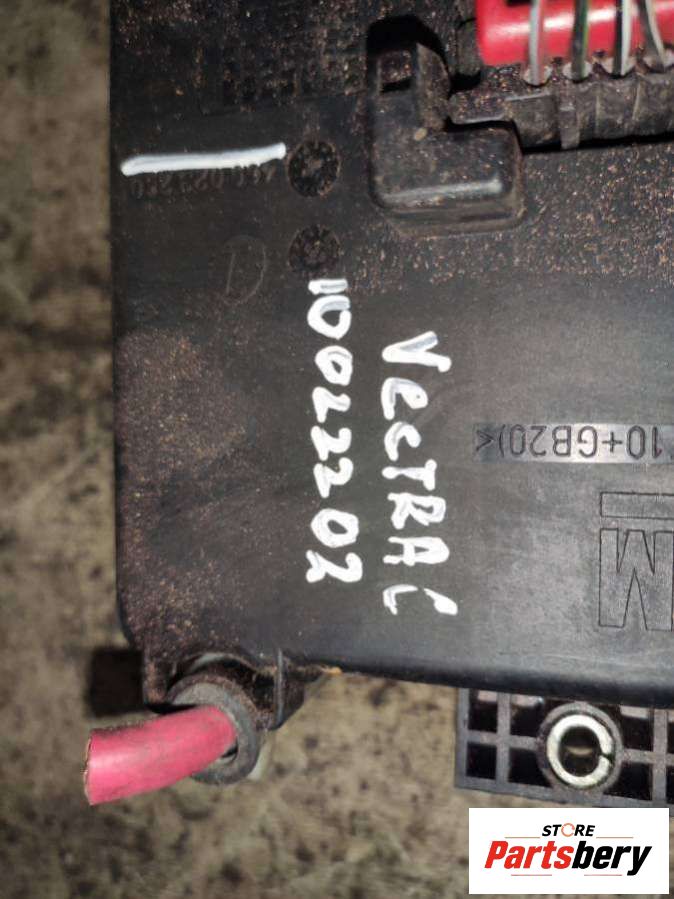 VECTRA C
10022202
10+GB20)<
STORE
Partsbery